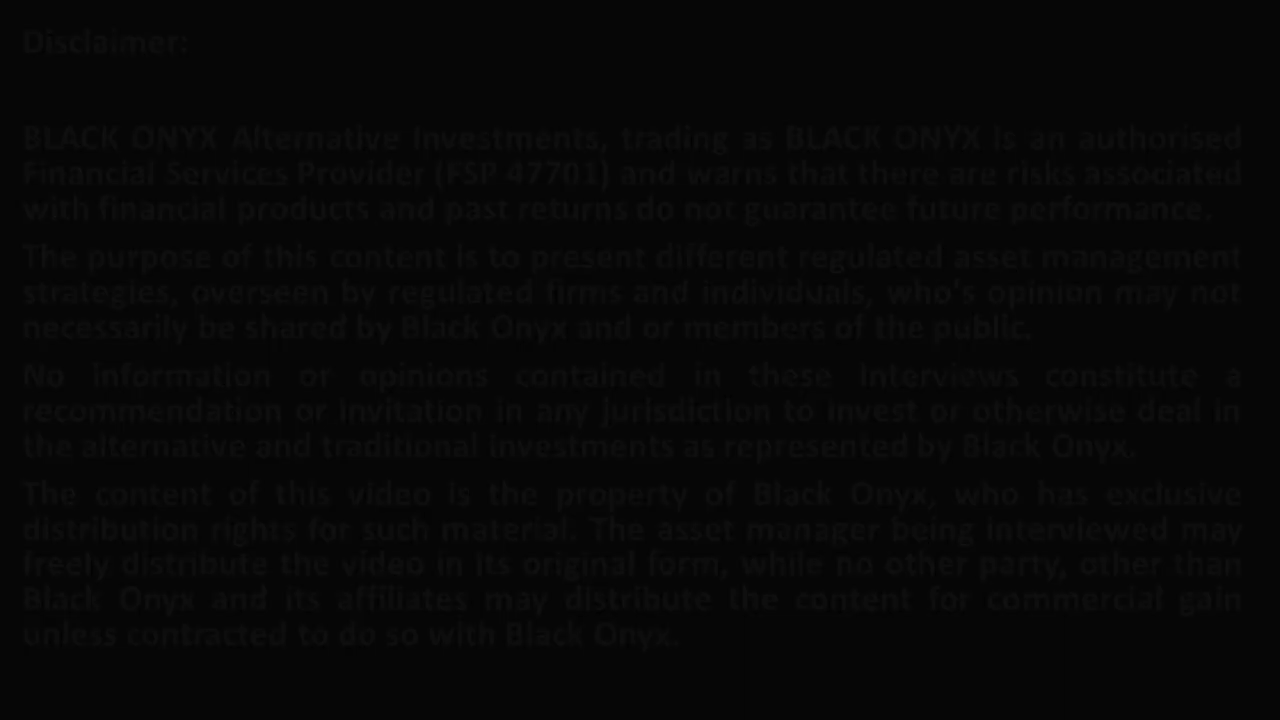 Disclaimer:
BLACK ONYX Alternative Investments, trading as BLACK ONYX is an authorised
Financial Services Provider (FSP 47701) and warns that there are risks associated
with financial products and past returns do not guarantee future performance.
The purpose of this content is to present different regulated asset management
strategies, overseen by regulated firms and individuals, who's opinion may not
necessarily be shared by Black Onyx and or members of the public.
No information or opinions contained in these interviews constitute a
recommendation or invitation in any jurisdiction to invest or otherwise deal in
the alternative and traditional investments as represented by Black Onyx.
The content of this video is the property of Black Onyx, who has exclusive
distribution rights for such material. The asset manager being interviewed may
freely distribute the video in its original form, while no other party, other than
Black Onyx and its affiliates may distribute the content for commercial gain
unless contracted to do so with Black Onyx.